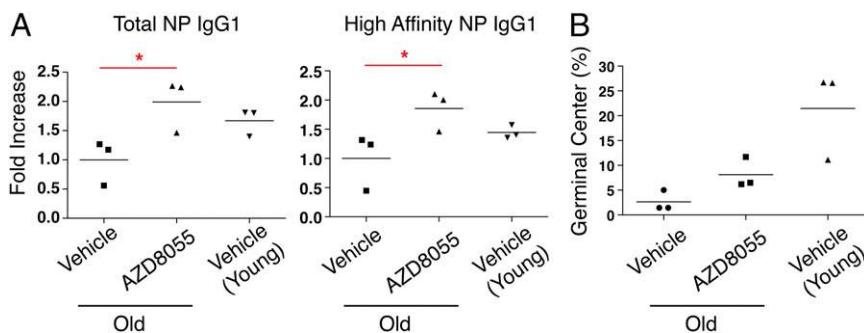 A
Total NP IgG1
*
Fold Increase
2.5
2.0
1.5
1.0
0.5
0.0
Vehicle
AZD8055
Vehicle
(Young)
Old
High Affinity NP IgG1
*
2.5
2.0
1.5
1.0
0.5
0.0
Vehicle
AZD8055
Vehicle
(Young)
Old
B
Germinal Center (%)
30
25
20
15
10
5
0
Vehicle
AZD8055
Vehicle
(Young)
Old